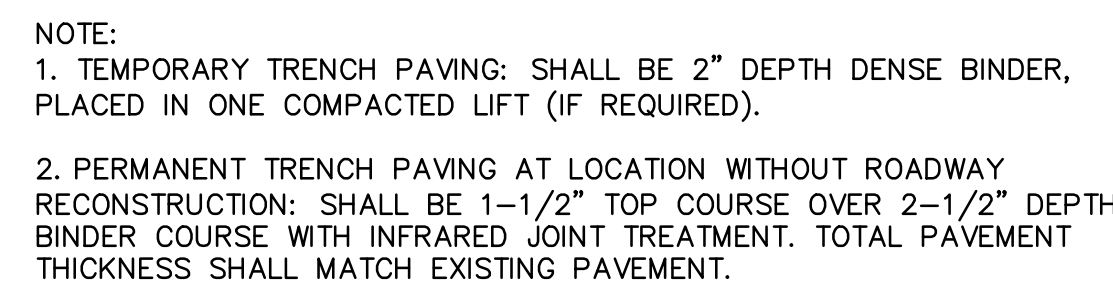 NOTE:
1. TEMPORARY TRENCH PAVING: SHALL BE 2" DEPTH DENSE BINDER,
PLACED IN ONE COMPACTED LIFT (IF REQUIRED).
2. PERMANENT TRENCH PAVING AT LOCATION WITHOUT ROADWAY
RECONSTRUCTION: SHALL BE 1–1/2" TOP COURSE OVER 2–1/2" DEPTH
BINDER COURSE WITH INFRARED JOINT TREATMENT. TOTAL PAVEMENT
THICKNESS SHALL MATCH EXISTING PAVEMENT.